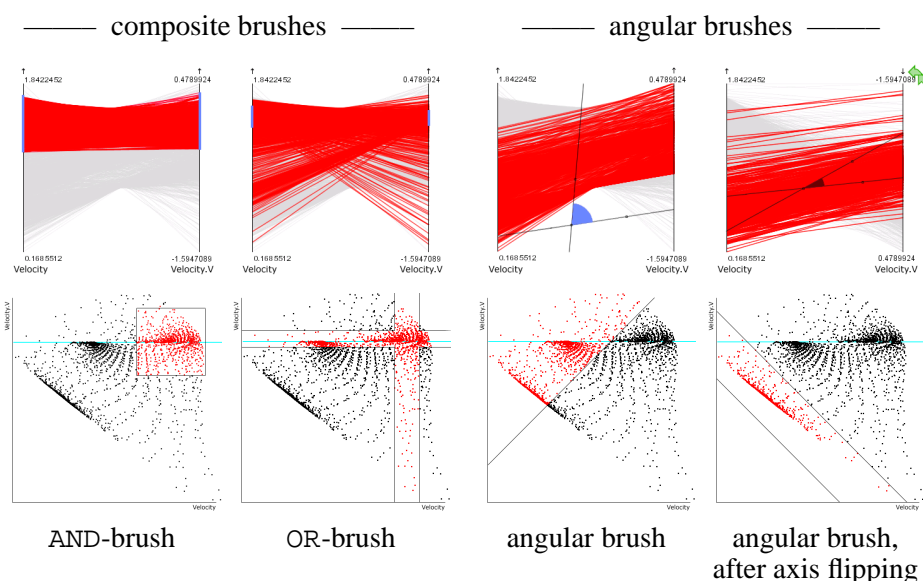 composite brushes
angular brushes
1.8422452 0.4789924
1.8422452 0.4789924
1.8422452 0.4789924
1.8422452 -1.5947089
0.1685512 -1.5947089
Velocity Velocity.V
0.1685512 -1.5947089
Velocity Velocity.V
0.1685512 -1.5947089
Velocity Velocity.V
0.1685512 0.4789924
Velocity Velocity.V
Velocity.V
Velocity.V
Velocity.V
Velocity.V
Velocity
Velocity
Velocity
Velocity
AND-brush
OR-brush
angular brush
angular brush,
after axis flipping